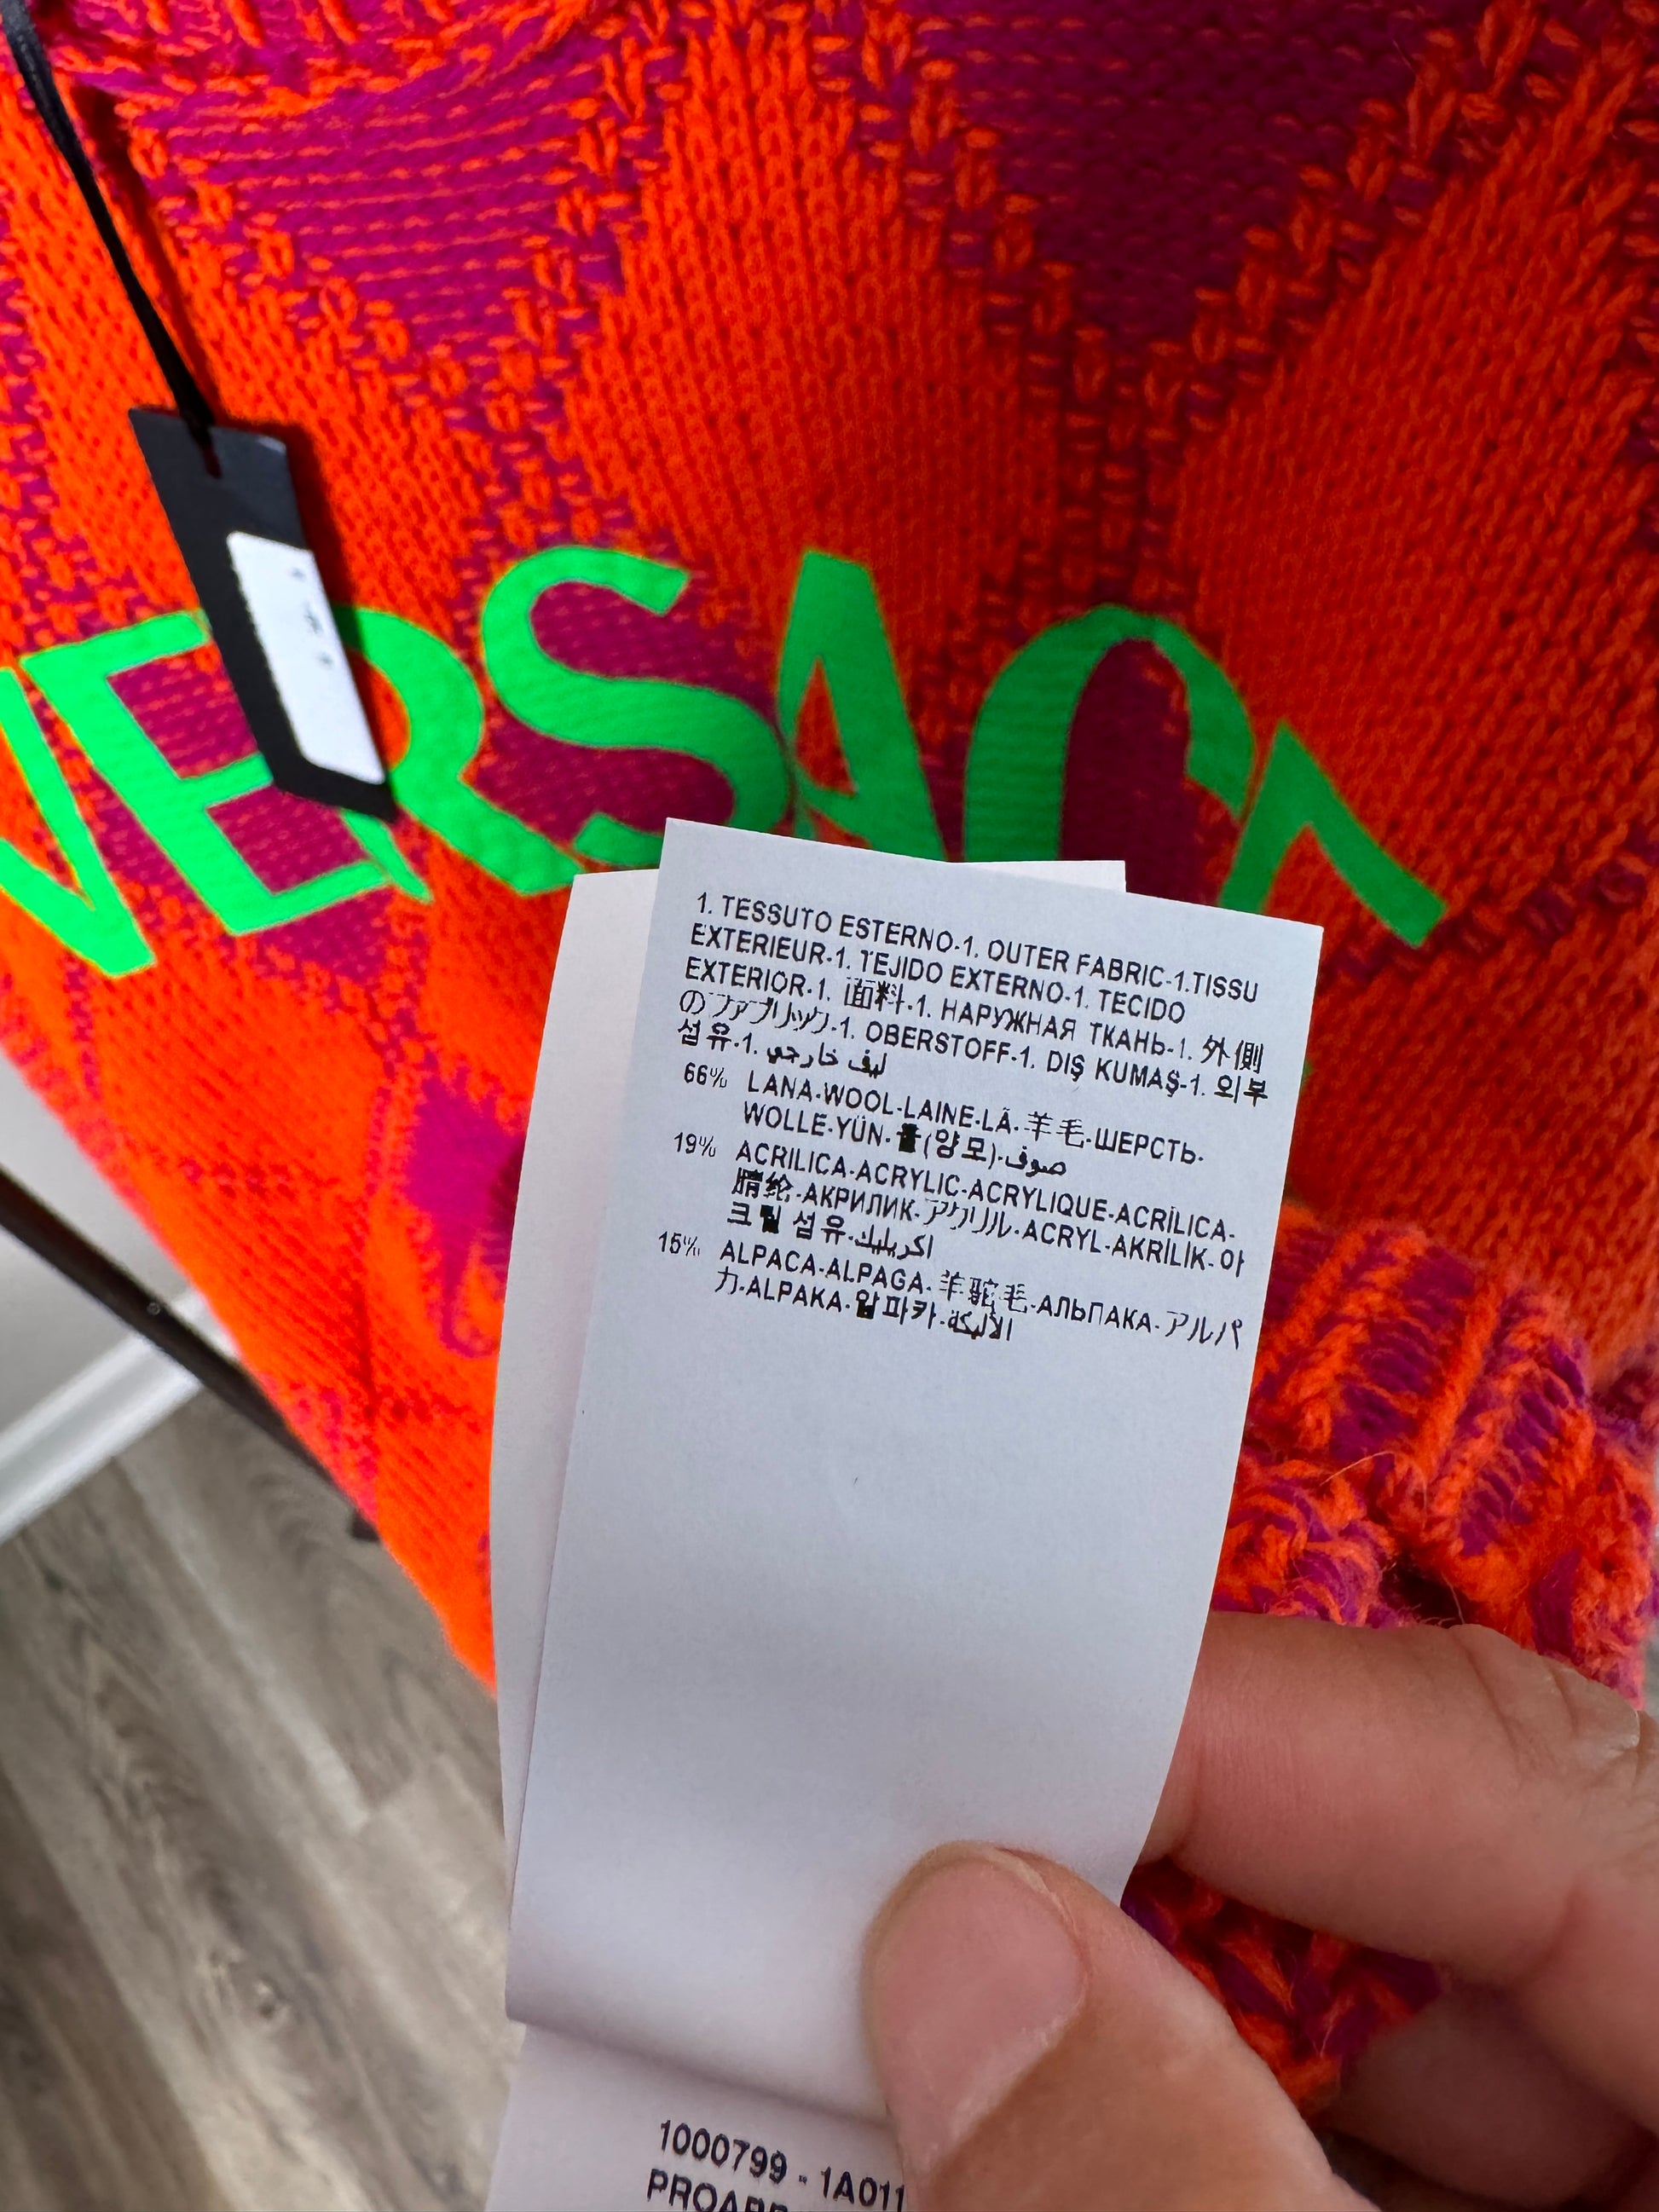 VERSAC
1. TESSUTO ESTERNO-1. OUTER FABRIC-1.TISSU
EXTERIEUR-1. TEJIDO EXTERNO-1. TECIDO
EXTERIOR-1. 面料-1. НАРУЖНАЯ ТКАНЬ-1. 外側
のファブリック-1. OBERSTOFF-1. DIŞ KUMAŞ-1. 외부
섬유-1. ليف خارجي
66% LANA-WOOL-LAINE-LÃ-羊毛-ШЕРСТЬ-
WOLLE-YÜN-울(양모)-صوف
19% ACRILICA-ACRYLIC-ACRYLIQUE-ACRÍLICA-
腈纶-АКРИЛИК-アクリル-ACRYL-AKRİLİK-아
크릴 섬유-اكريليك
15% ALPACA-ALPAGA-羊驼毛-АЛЬПАКА-アルパ
カ-ALPAKA-알파카-الالبكة
1000799 - 1A011